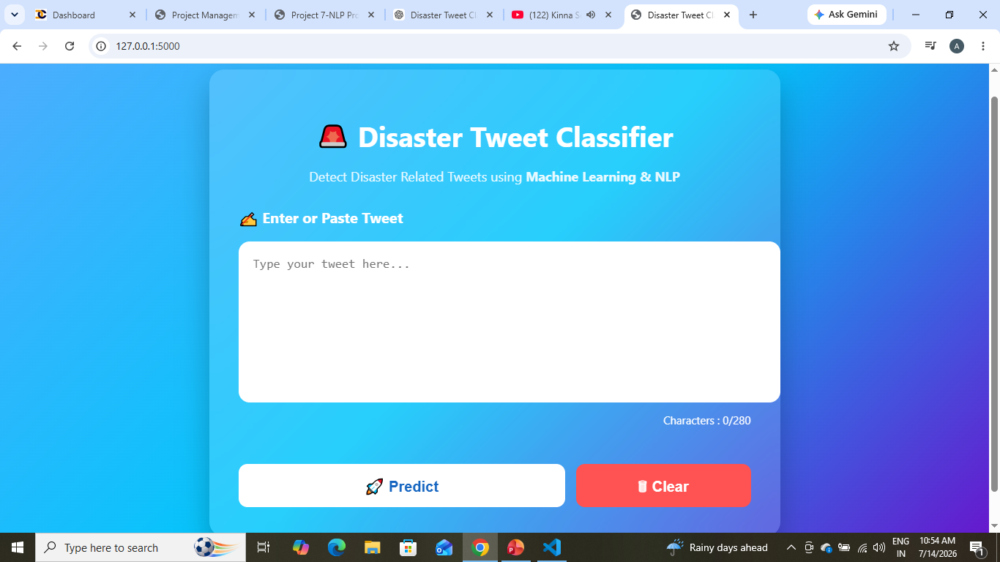 Dashboard
Project Managem
Project 7-NLP Pro
Disaster Tweet Cl
(122) Kinna S
Disaster Tweet Cl
Ask Gemini
127.0.0.1:5000
A
Disaster Tweet Classifier
Detect Disaster Related Tweets using Machine Learning & NLP
Enter or Paste Tweet
Type your tweet here...
Characters : 0/280
Predict
Clear
Type here to search
Rainy days ahead
ENG
IN
10:54 AM
7/14/2026
1